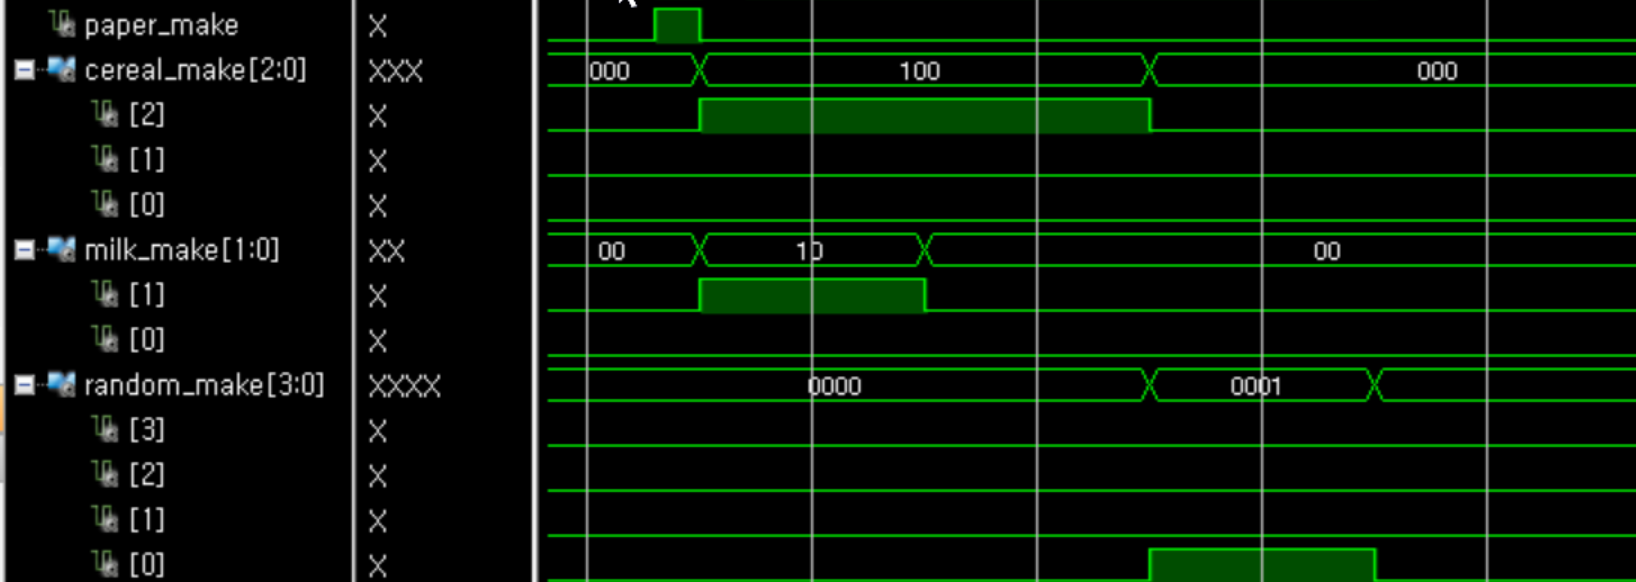 paper_make X
cereal_make[2:0] XXX 000 100 000
[2] X
[1] X
[0] X
milk_make[1:0] XX 00 10 00
[1] X
[0] X
random_make[3:0] XXXX 0000 0001
[3] X
[2] X
[1] X
[0] X